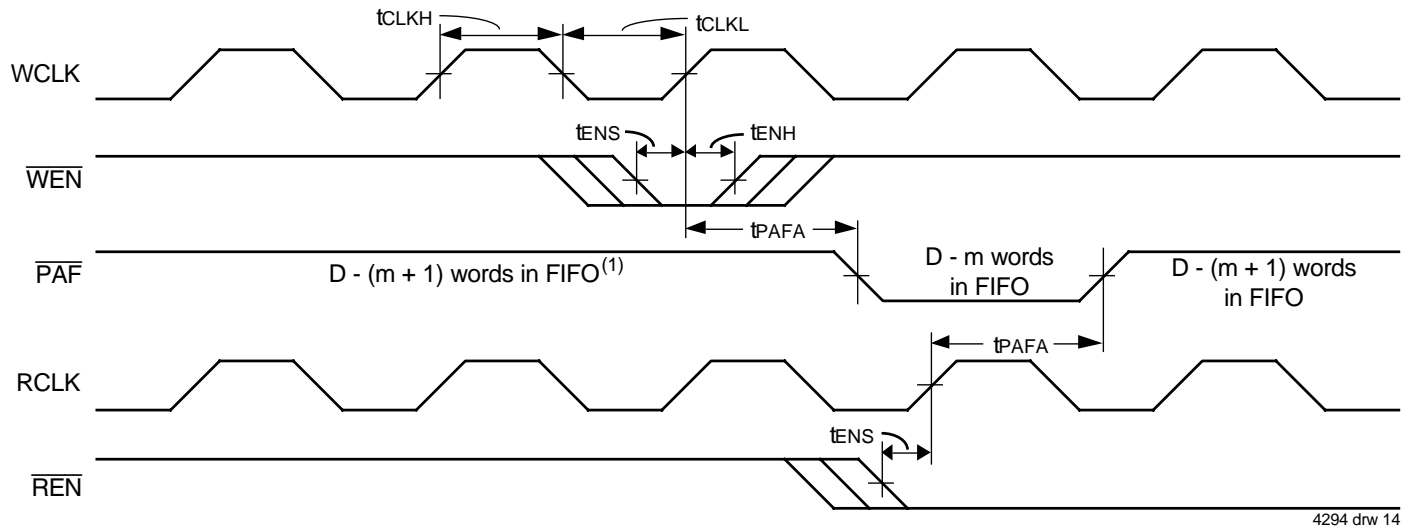 tCLKH
tCLKL
WCLK
tENS
tENH
WEN
tPAFA
PAF
D - (m + 1) words in FIFO(1)
D - m words
in FIFO
D - (m + 1) words
in FIFO
tPAFA
RCLK
tENS
REN
4294 drw 14